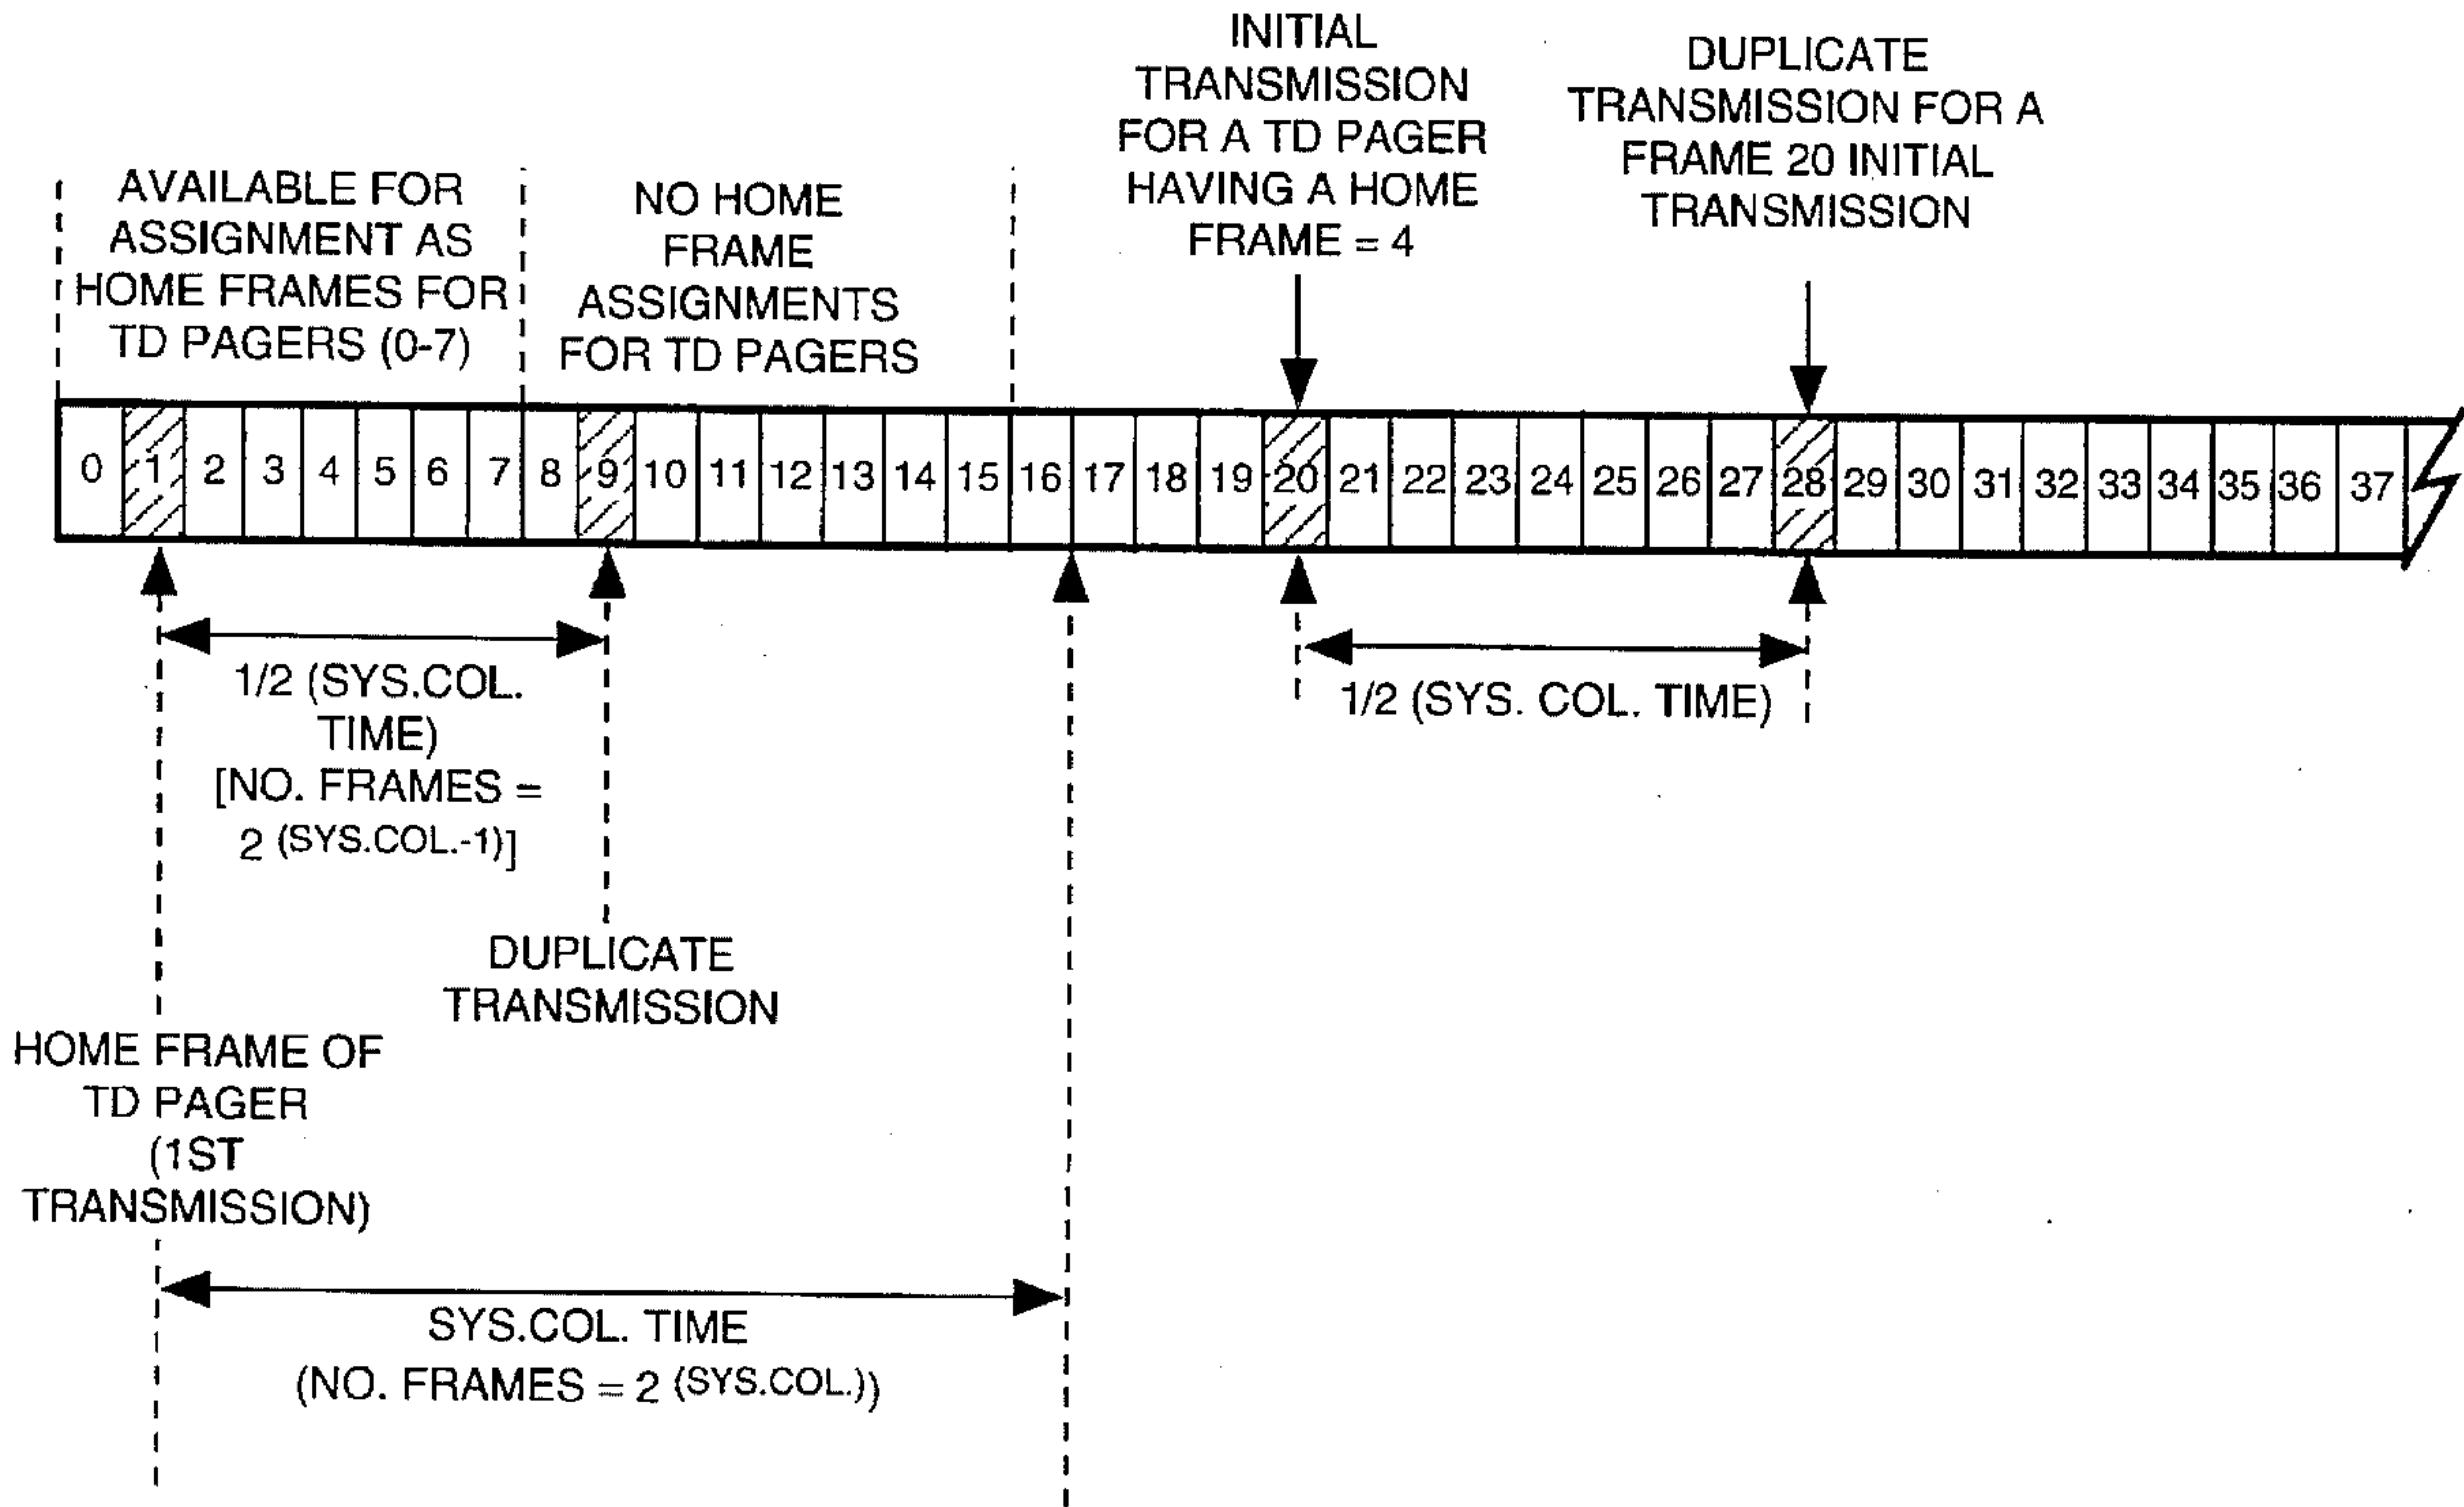 AVAILABLE FOR
ASSIGNMENT AS
HOME FRAMES FOR
TD PAGERS (0-7)
NO HOME
FRAME
ASSIGNMENTS
FOR TD PAGERS
INITIAL
TRANSMISSION
FOR A TD PAGER
HAVING A HOME
FRAME = 4
DUPLICATE
TRANSMISSION FOR A
FRAME 20 INITIAL
TRANSMISSION
0 1 2 3 4 5 6 7 8 9 10 11 12 13 14 15 16 17 18 19 20 21 22 23 24 25 26 27 28 29 30 31 32 33 34 35 36 37
1/2 (SYS.COL.
TIME)
[NO. FRAMES =
2 (SYS.COL.-1)]
1/2 (SYS. COL. TIME)
DUPLICATE
TRANSMISSION
HOME FRAME OF
TD PAGER
(1ST
TRANSMISSION)
SYS.COL. TIME
(NO. FRAMES = 2 (SYS.COL.))